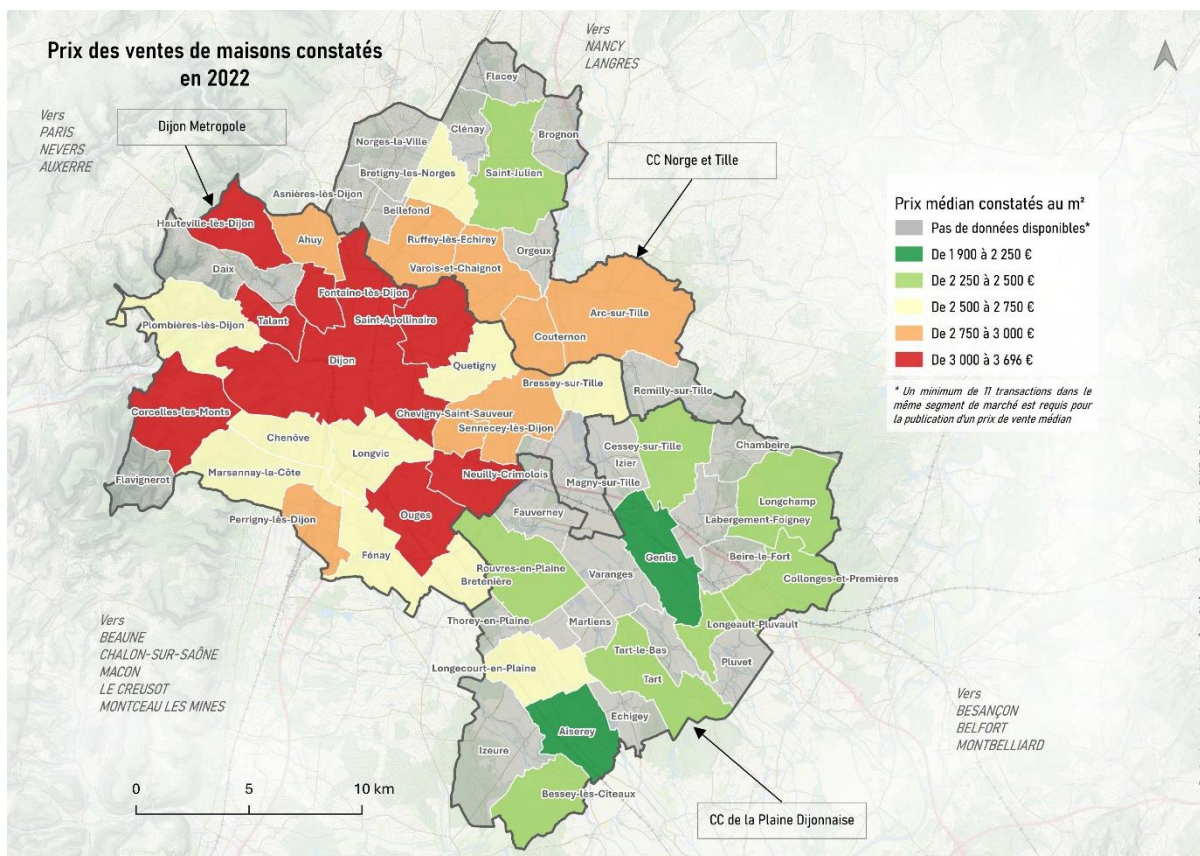 Prix des ventes de maisons constatés
en 2022
Vers
NANCY
LANGRES
Vers
PARIS
NEVERS
AUXERRE
Dijon Metropole
CC Norge et Tille
Flacey
Clénay
Brognon
Norges-la-Ville
Saint-Julien
Bretigny-les-Norges
Asnières-lès-Dijon
Bellefond
Hauteville-lès-Dijon
Ahuy
Ruffey-lès-Echirey
Orgeux
Daix
Varois-et-Chaignot
Fontaine-lès-Dijon
Arc-sur-Tille
Plombières-lès-Dijon
Talant
Saint-Apollinaire
Couternon
Dijon
Quetigny
Bressey-sur-Tille
Remilly-sur-Tille
Corcelles-les-Monts
Chevigny-Saint-Sauveur
Sennecey-lès-Dijon
Chenôve
Cessey-sur-Tille
Chambeire
Longvic
Izier
Marsannay-la-Côte
Neuilly-Crimolois
Magny-sur-Tille
Flavignerot
Longchamp
Ouges
Fauverney
Labergement-Foigney
Perrigny-lès-Dijon
Fénay
Genlis
Beire-le-Fort
Rouvres-en-Plaine
Varanges
Collonges-et-Premières
Bretenière
Thorey-en-Plaine
Marliens
Longeault-Pluvault
Tart-le-Bas
Pluvet
Longecourt-en-Plaine
Tart
Echigey
Aiserey
Izeure
Bessey-lès-Cîteaux
Prix médian constatés au m²
Pas de données disponibles*
De 1 900 à 2 250 €
De 2 250 à 2 500 €
De 2 500 à 2 750 €
De 2 750 à 3 000 €
De 3 000 à 3 696 €
* Un minimum de 11 transactions dans le
même segment de marché est requis pour
la publication d'un prix de vente médian
Vers
BEAUNE
CHALON-SUR-SAÔNE
MACON
LE CREUSOT
MONTCEAU LES MINES
Vers
BESANÇON
BELFORT
MONTBELLIARD
0 5 10 km
CC de la Plaine Dijonnaise